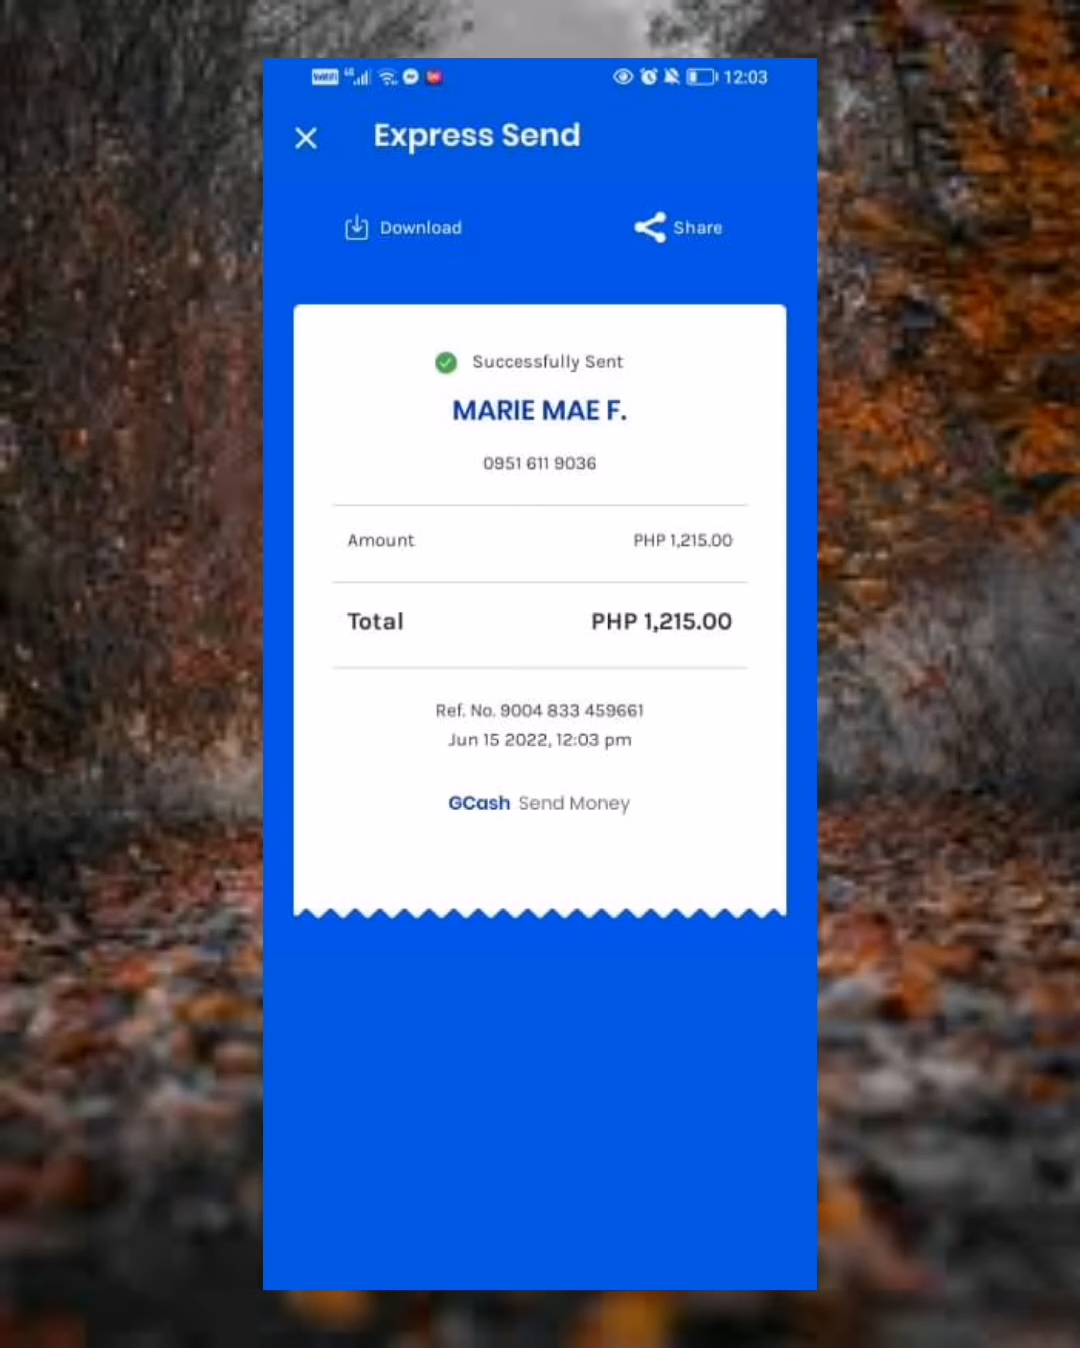 12:03
Express Send
Download
Share
Successfully Sent
MARIE MAE F.
0951 611 9036
Amount PHP 1,215.00
Total PHP 1,215.00
Ref. No. 9004 833 459661
Jun 15 2022, 12:03 pm
GCash Send Money